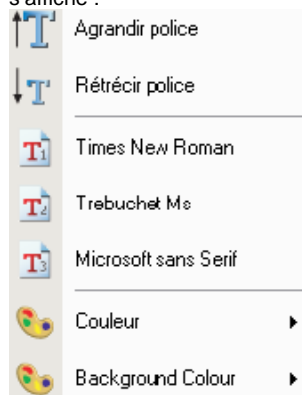 s'affiche :
Agrandir police
Rétrécir police
Times New Roman
Trebuchet Ms
Microsoft sans Serif
Couleur
Background Colour